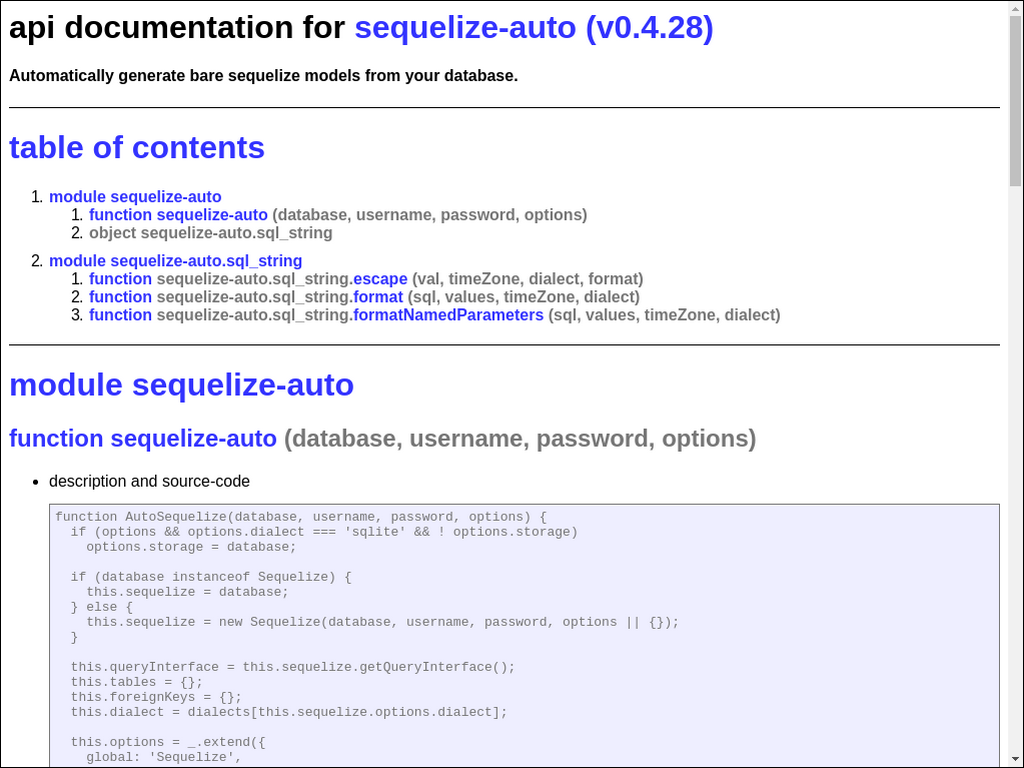 api documentation for sequelize-auto (v0.4.28)
Automatically generate bare sequelize models from your database.
table of contents
1. module sequelize-auto
1. function sequelize-auto (database, username, password, options)
2. object sequelize-auto.sql_string
2. module sequelize-auto.sql_string
1. function sequelize-auto.sql_string.escape (val, timeZone, dialect, format)
2. function sequelize-auto.sql_string.format (sql, values, timeZone, dialect)
3. function sequelize-auto.sql_string.formatNamedParameters (sql, values, timeZone, dialect)
module sequelize-auto
function sequelize-auto (database, username, password, options)
• description and source-code
function AutoSequelize(database, username, password, options) {
  if (options && options.dialect === 'sqlite' && ! options.storage)
    options.storage = database;
  if (database instanceof Sequelize) {
    this.sequelize = database;
  } else {
    this.sequelize = new Sequelize(database, username, password, options || {});
  }
  this.queryInterface = this.sequelize.getQueryInterface();
  this.tables = {};
  this.foreignKeys = {};
  this.dialect = dialects[this.sequelize.options.dialect];
  this.options = _.extend({
    global: 'Sequelize',